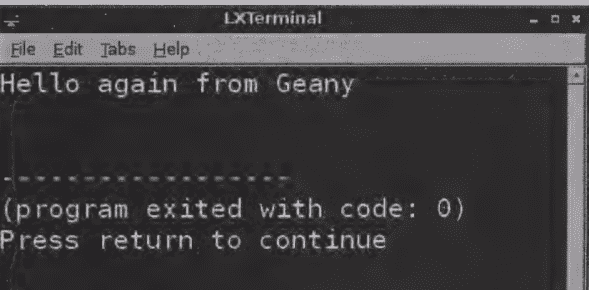 LXTerminal
File Edit Tabs Help
Hello again from Geany
------------------
(program exited with code: 0)
Press return to continue